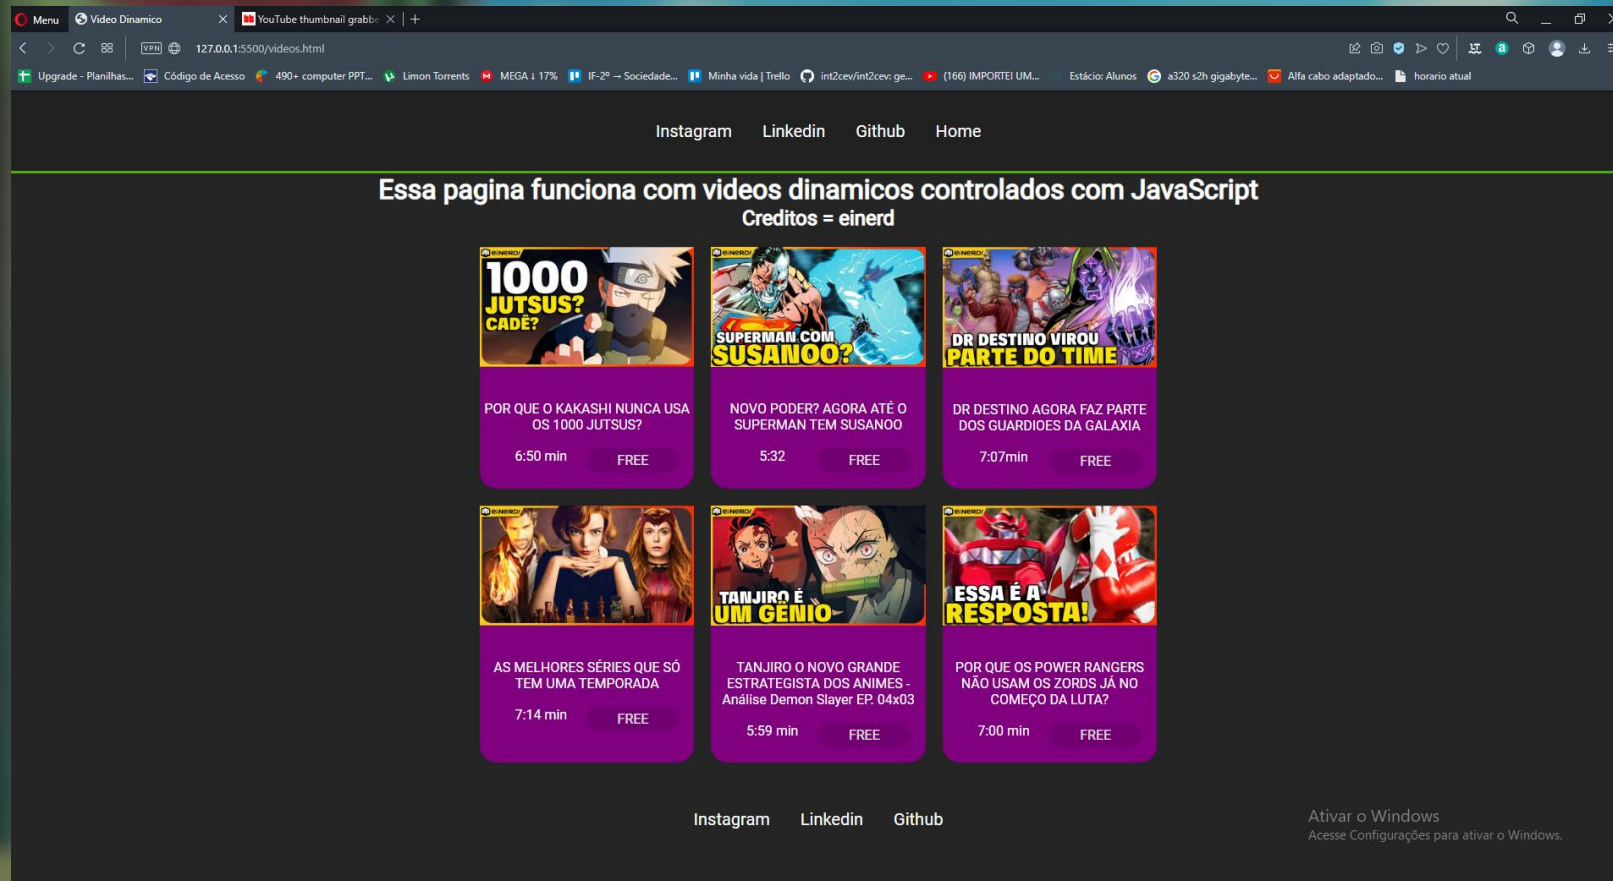 Menu
Video Dinamico
YouTube thumbnail grabbe
VPN
127.0.0.1:5500/videos.html
Upgrade - Planilhas...
Código de Acesso
490+ computer PPT...
Limon Torrents
MEGA ⭳ 17%
IF-2º → Sociedade...
Minha vida | Trello
int2cev/int2cev: ge...
(166) IMPORTEI UM...
Estácio: Alunos
a320 s2h gigabyte...
Alfa cabo adaptado...
horario atual
Instagram Linkedin Github Home
Essa pagina funciona com videos dinamicos controlados com JavaScript
Creditos = einerd
einerd!
1000
JUTSUS?
CADÊ?
POR QUE O KAKASHI NUNCA USA
OS 1000 JUTSUS?
6:50 min
FREE
einerd!
SUPERMAN COM
SUSANOO?
NOVO PODER? AGORA ATÉ O
SUPERMAN TEM SUSANOO
5:32
FREE
einerd!
DR DESTINO VIROU
PARTE DO TIME
DR DESTINO AGORA FAZ PARTE
DOS GUARDIOES DA GALAXIA
7:07min
FREE
einerd!
AS MELHORES SÉRIES QUE SÓ
TEM UMA TEMPORADA
7:14 min
FREE
einerd!
TANJIRO É
UM GÊNIO
TANJIRO O NOVO GRANDE
ESTRATEGISTA DOS ANIMES -
Análise Demon Slayer EP. 04x03
5:59 min
FREE
einerd!
ESSA É A
RESPOSTA!
POR QUE OS POWER RANGERS
NÃO USAM OS ZORDS JÁ NO
COMEÇO DA LUTA?
7:00 min
FREE
Instagram Linkedin Github
Ativar o Windows
Acesse Configurações para ativar o Windows.